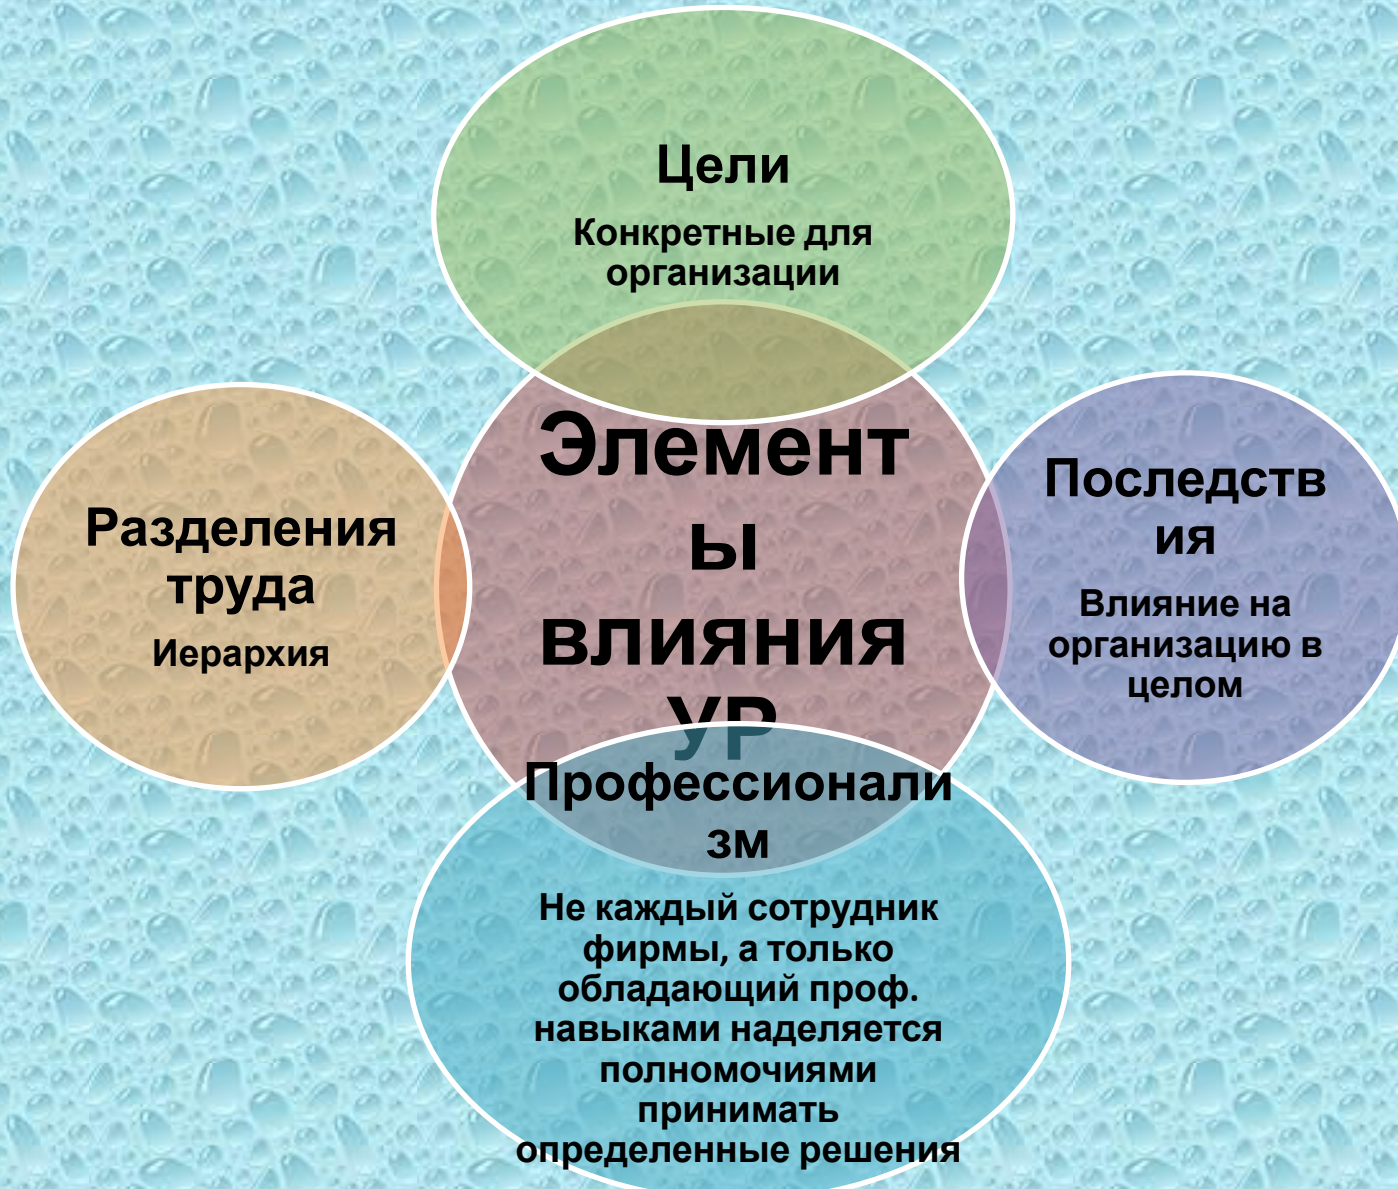 Цели
Конкретные для
организации
Разделения
труда
Иерархия
Элемент
ы
влияния
УР
Последств
ия
Влияние на
организацию в
целом
Профессионали
зм
Не каждый сотрудник
фирмы, а только
обладающий проф.
навыками наделяется
полномочиями
принимать
определенные решения